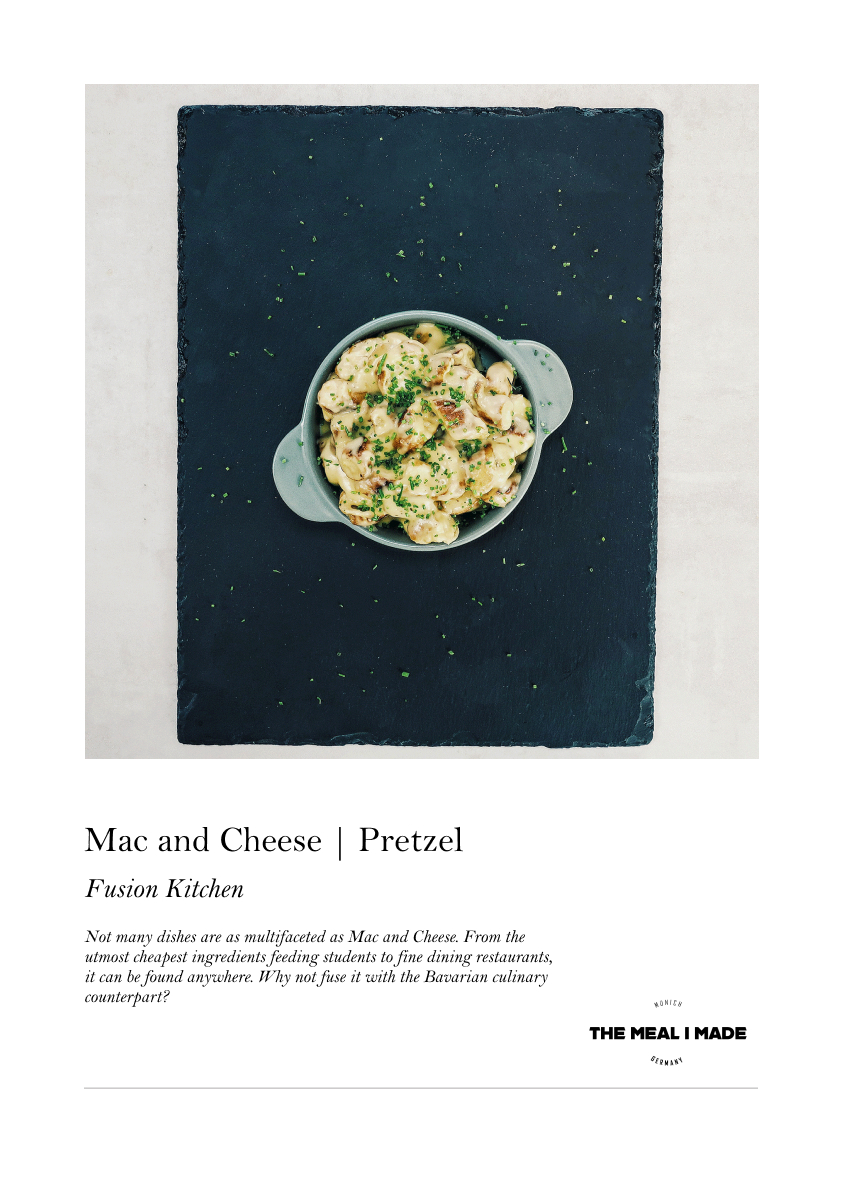 Mac and Cheese | Pretzel
Fusion Kitchen
Not many dishes are as multifaceted as Mac and Cheese. From the
utmost cheapest ingredients feeding students to fine dining restaurants,
it can be found anywhere. Why not fuse it with the Bavarian culinary
counterpart?
MUNICH
THE MEAL I MADE
GERMANY